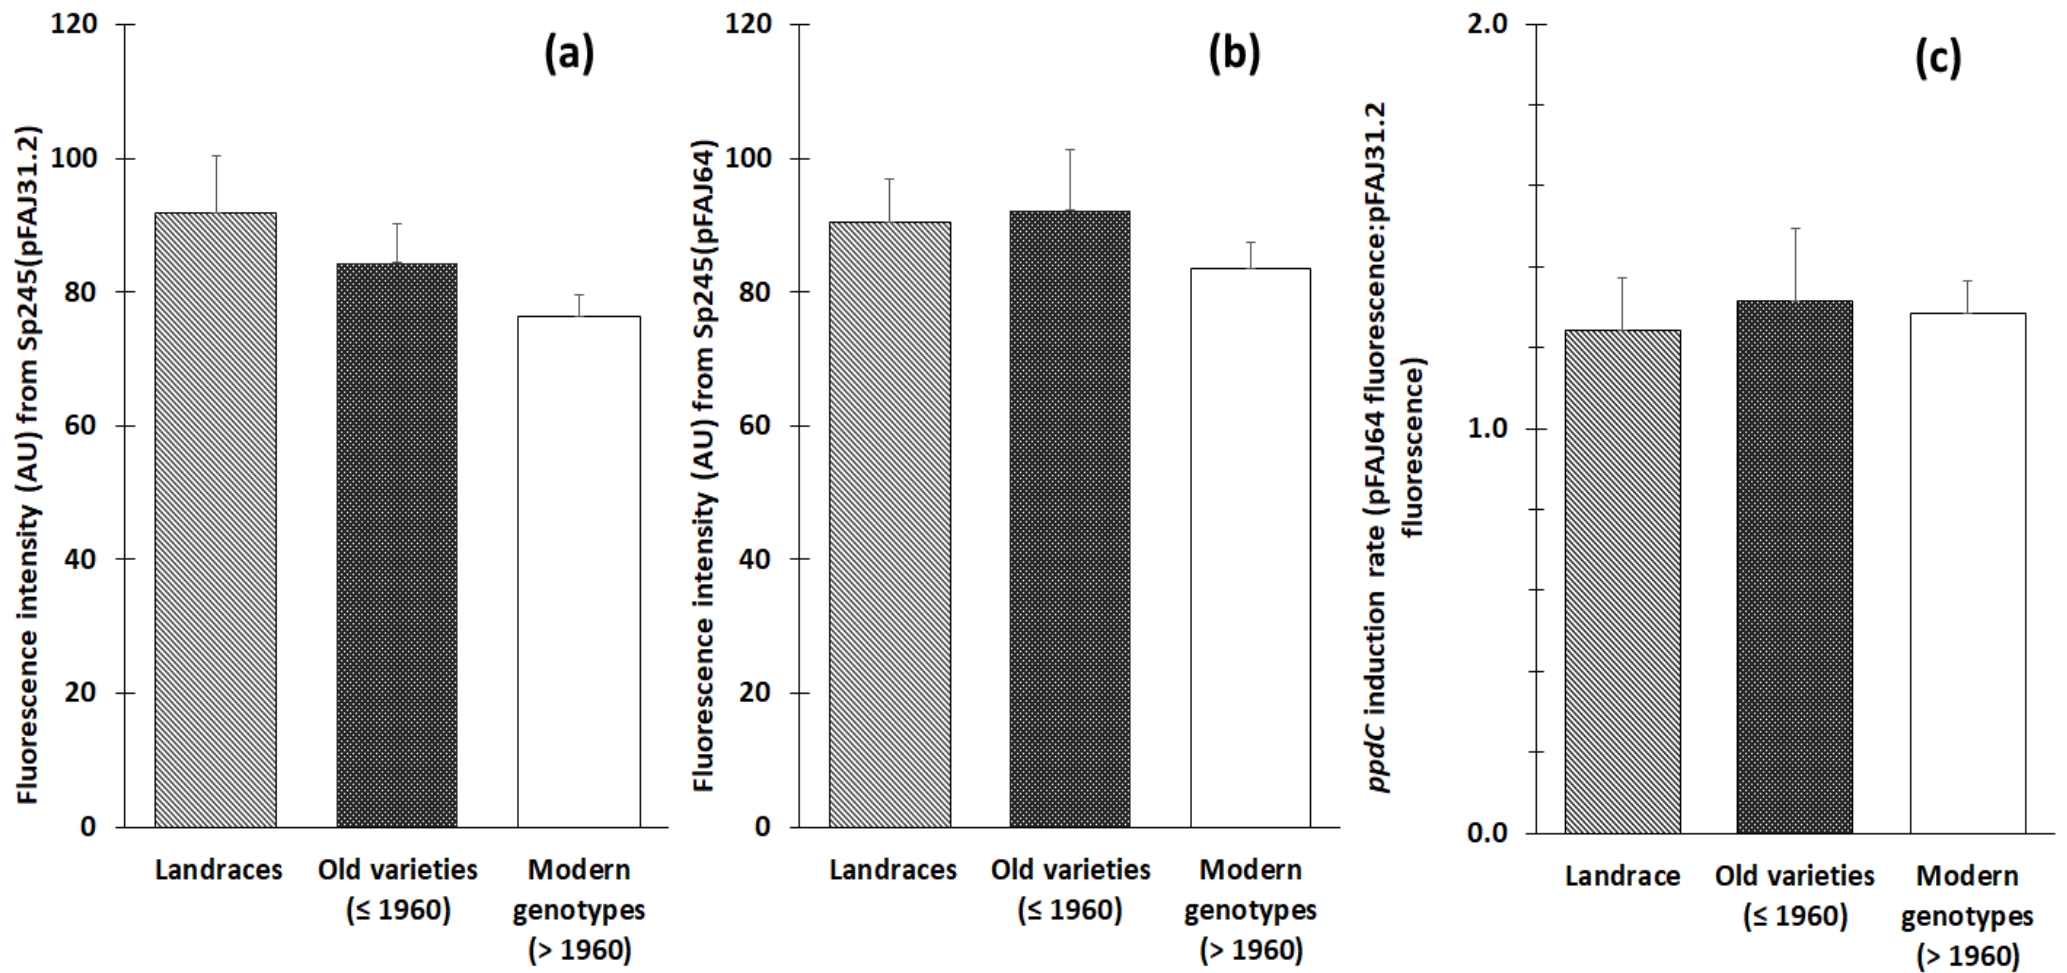 (a)
Fluorescence intensity (AU) from Sp245(pFAJ31.2)
120
100
80
60
40
20
0
Landraces
Old varieties
(≤ 1960)
Modern
genotypes
(> 1960)
(b)
Fluorescence intensity (AU) from Sp245(pFAJ64)
120
100
80
60
40
20
0
Landraces
Old varieties
(≤ 1960)
Modern
genotypes
(> 1960)
(c)
ppdC induction rate (pFAJ64 fluorescence:pFAJ31.2
fluorescence)
2.0
1.0
0.0
Landrace
Old varieties
(≤ 1960)
Modern
genotypes
(> 1960)